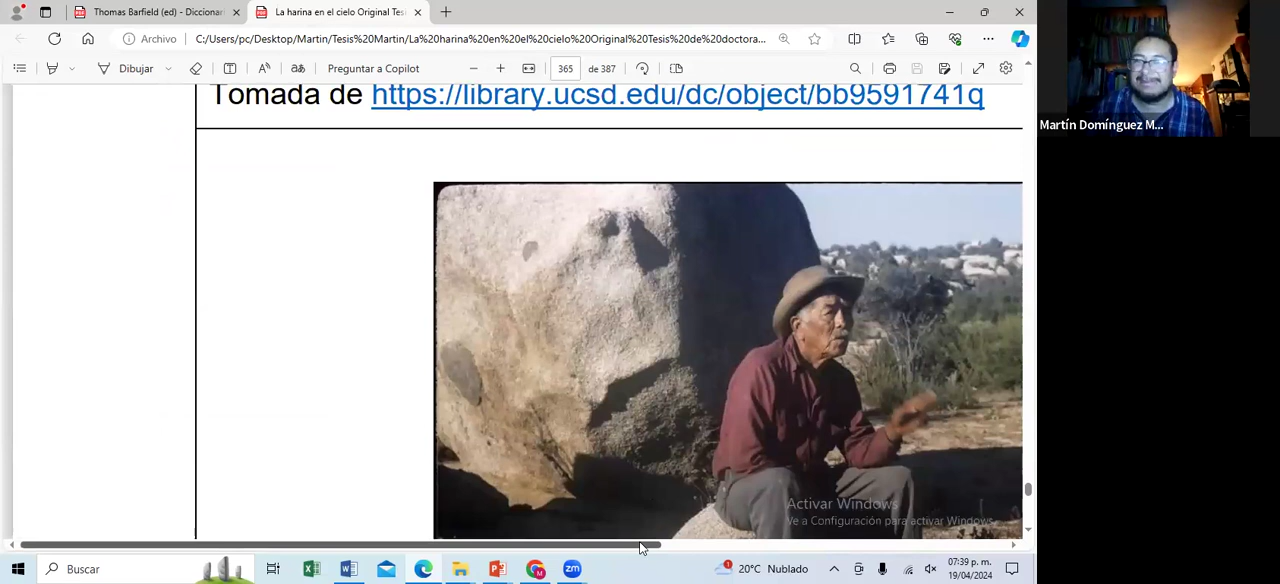 Thomas Barfield (ed) - Diccionari
La harina en el cielo Original Tesi
Archivo
C:/Users/pc/Desktop/Martin/Tesis%20Martin/La%20harina%20en%20el%20cielo%20Original%20Tesis%20de%20doctora...
Dibujar
Preguntar a Copilot
365 de 387
Tomada de https://library.ucsd.edu/dc/object/bb9591741q
Martín Domínguez M...
Activar Windows
Ve a Configuración para activar Windows.
Buscar
20°C Nublado
07:39 p. m.
19/04/2024